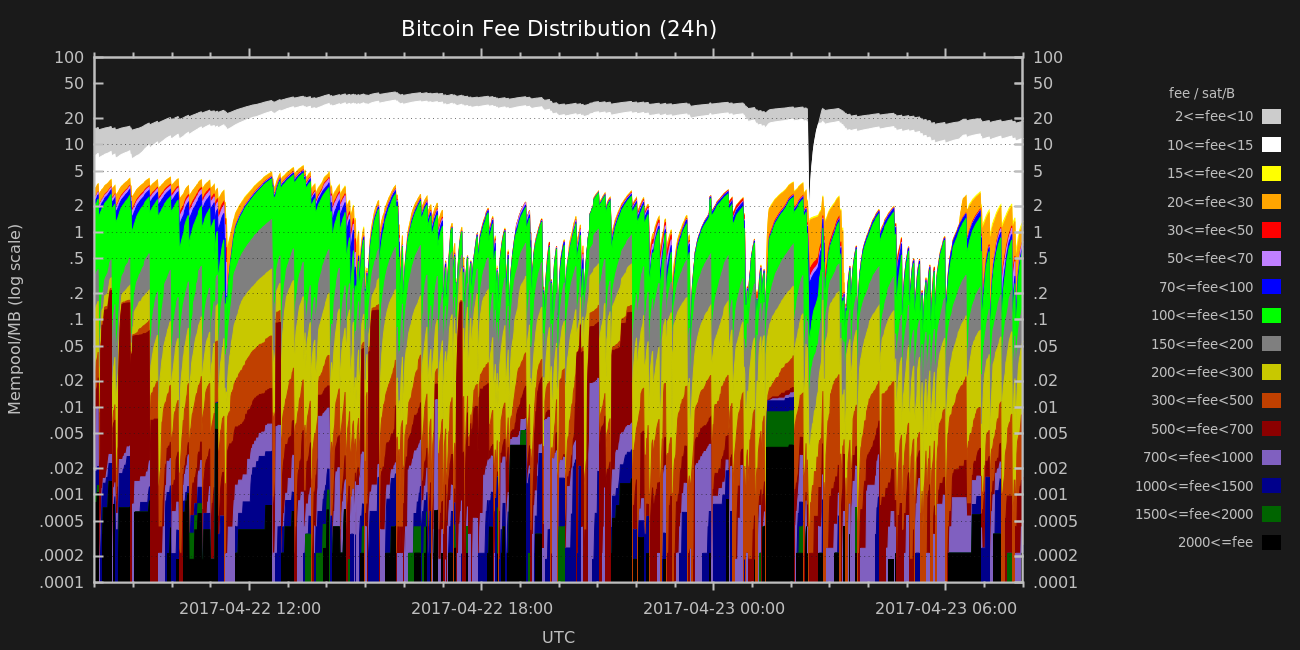 Bitcoin Fee Distribution (24h)
100 100
50 50
20 20
10 10
5 5
2 2
1 1
.5 .5
.2 .2
.1 .1
.05 .05
.02 .02
.01 .01
.005 .005
.002 .002
.001 .001
.0005 .0005
.0002 .0002
.0001 .0001
Mempool/MB (log scale)
2017-04-22 12:00 2017-04-22 18:00 2017-04-23 00:00 2017-04-23 06:00
UTC
fee / sat/B
2<=fee<10
10<=fee<15
15<=fee<20
20<=fee<30
30<=fee<50
50<=fee<70
70<=fee<100
100<=fee<150
150<=fee<200
200<=fee<300
300<=fee<500
500<=fee<700
700<=fee<1000
1000<=fee<1500
1500<=fee<2000
2000<=fee